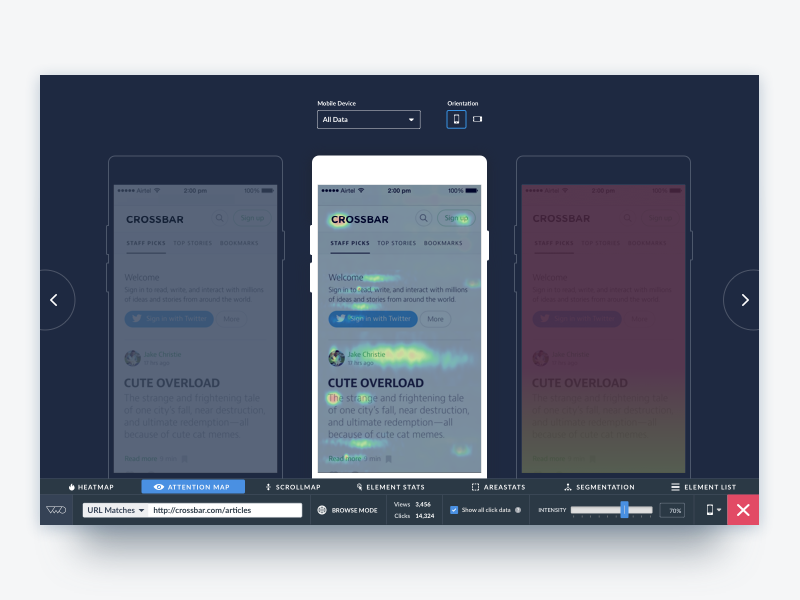 Mobile Device
Orientation
All Data
Airtel 2:00 pm 100%
CROSSBAR Sign up
STAFF PICKS TOP STORIES BOOKMARKS
Welcome
Sign in to read, write, and interact with millions
of ideas and stories from around the world.
Sign in with Twitter More
Jake Christie
CUTE OVERLOAD
The strange and frightening tale
of one city's fall, near destruction,
and ultimate redemption—all
because of cute cat memes.
Read more 3 min
Airtel 2:00 pm 100%
CROSSBAR Sign up
STAFF PICKS TOP STORIES BOOKMARKS
Welcome
Sign in to read, write, and interact with millions
of ideas and stories from around the world.
Sign in with Twitter More
Jake Christie
CUTE OVERLOAD
The strange and frightening tale
of one city's fall, near destruction,
and ultimate redemption—all
because of cute cat memes.
Read more 3 min
Airtel 2:00 pm 100%
CROSSBAR Sign up
STAFF PICKS TOP STORIES BOOKMARKS
Welcome
Sign in to read, write, and interact with millions
of ideas and stories from around the world.
Sign in with Twitter More
Jake Christie
CUTE OVERLOAD
The strange and frightening tale
of one city's fall, near destruction,
and ultimate redemption—all
because of cute cat memes.
Read more 3 min
HEATMAP ATTENTION MAP SCROLLMAP ELEMENT STATS AREASTATS SEGMENTATION ELEMENT LIST
VWO URL Matches http://crossbar.com/articles BROWSE MODE
Views 3,456
Clicks 14,324
Show all click data INTENSITY 70%